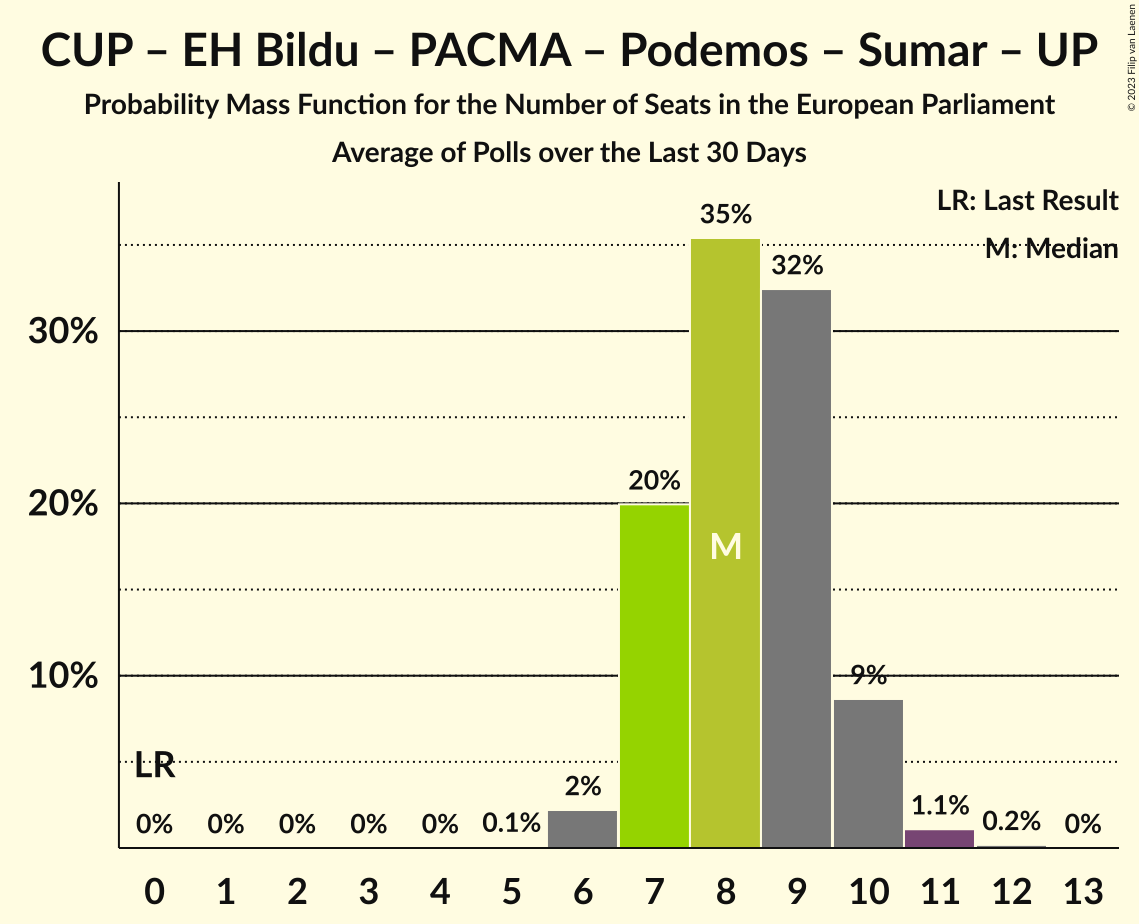 CUP – EH Bildu – PACMA – Podemos – Sumar – UP
Probability Mass Function for the Number of Seats in the European Parliament
Average of Polls over the Last 30 Days
© 2023 Filip van Laenen
LR: Last Result
M: Median
35%
32%
30%
20%
20%
M
10%
9%
LR
0% 0% 0% 0% 0% 0.1% 2% 1.1% 0.2% 0%
0 1 2 3 4 5 6 7 8 9 10 11 12 13